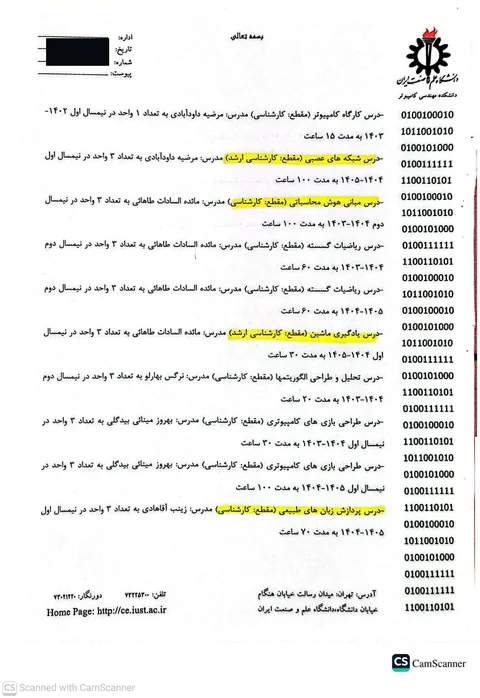 بسمه تعالی
اداره:
تاریخ:
شماره:
پیوست:
دانشگاه علم و صنعت ایران
دانشکده مهندسی کامپیوتر
-درس کارگاه کامپیوتر (مقطع: کارشناسی) مدرس: مرضیه داودآبادی به تعداد ۱ واحد در نیمسال اول ۱۴۰۲-
۱۴۰۳ به مدت ۱۵ ساعت
-درس شبکه های عصبی (مقطع: کارشناسی ارشد) مدرس: مرضیه داودآبادی به تعداد ۳ واحد در نیمسال اول
۱۴۰۴-۱۴۰۵ به مدت ۱۰۰ ساعت
-درس مبانی هوش محاسباتی (مقطع: کارشناسی) مدرس: مائده السادات طاهائی به تعداد ۳ واحد در نیمسال
دوم ۱۴۰۴-۱۴۰۳ به مدت ۱۰۰ ساعت
-درس ریاضیات گسسته (مقطع: کارشناسی) مدرس: مائده السادات طاهائی به تعداد ۳ واحد در نیمسال دوم
۱۴۰۴-۱۴۰۳ به مدت ۶۰ ساعت
-درس ریاضیات گسسته (مقطع: کارشناسی) مدرس: مائده السادات طاهائی به تعداد ۳ واحد در نیمسال دوم
۱۴۰۵-۱۴۰۴ به مدت ۶۰ ساعت
-درس یادگیری ماشین (مقطع: کارشناسی ارشد) مدرس: مائده السادات طاهائی به تعداد ۳ واحد در نیمسال
اول ۱۴۰۴-۱۴۰۵ به مدت ۳۰ ساعت
-درس تحلیل و طراحی الگوریتمها (مقطع: کارشناسی) مدرس: نرگس بهارلو به تعداد ۳ واحد در نیمسال دوم
۱۴۰۴-۱۴۰۳ به مدت ۲۰ ساعت
-درس طراحی بازی های کامپیوتری (مقطع: کارشناسی) مدرس: بهروز مینائی بیدگلی به تعداد ۳ واحد در
نیمسال اول ۱۴۰۴-۱۴۰۳ به مدت ۳۰ ساعت
-درس طراحی بازی های کامپیوتری (مقطع: کارشناسی) مدرس: بهروز مینائی بیدگلی به تعداد ۳ واحد در
نیمسال اول ۱۴۰۵-۱۴۰۴ به مدت ۱۰۰ ساعت
-درس پردازش زبان های طبیعی (مقطع: کارشناسی) مدرس: زینب آقاهادی به تعداد ۳ واحد در نیمسال اول
۱۴۰۵-۱۴۰۴ به مدت ۷۰ ساعت
0100100010
1011001010
0100101000
0100111111
1100110101
0100100010
1011001010
0100101000
0100111111
1100110101
0100100010
1011001010
0100100010
0100101000
1011001010
0100111111
0100101000
1100110101
0100111111
0100100010
1100110101
1011001010
0100101000
0100111111
1100110101
0100100010
1011001010
0100101000
0100111111
0100111111
1100110101
آدرس: تهران: میدان رسالت خیابان هنگام
خیابان دانشگاه،دانشگاه علم و صنعت ایران
تلفن: ۷۳۲۲۵۳۰۰
دورنگار: ۷۳۰۲۱۲۲۰
Home Page: http://ce.iust.ac.ir
CS CamScanner
CS Scanned with CamScanner